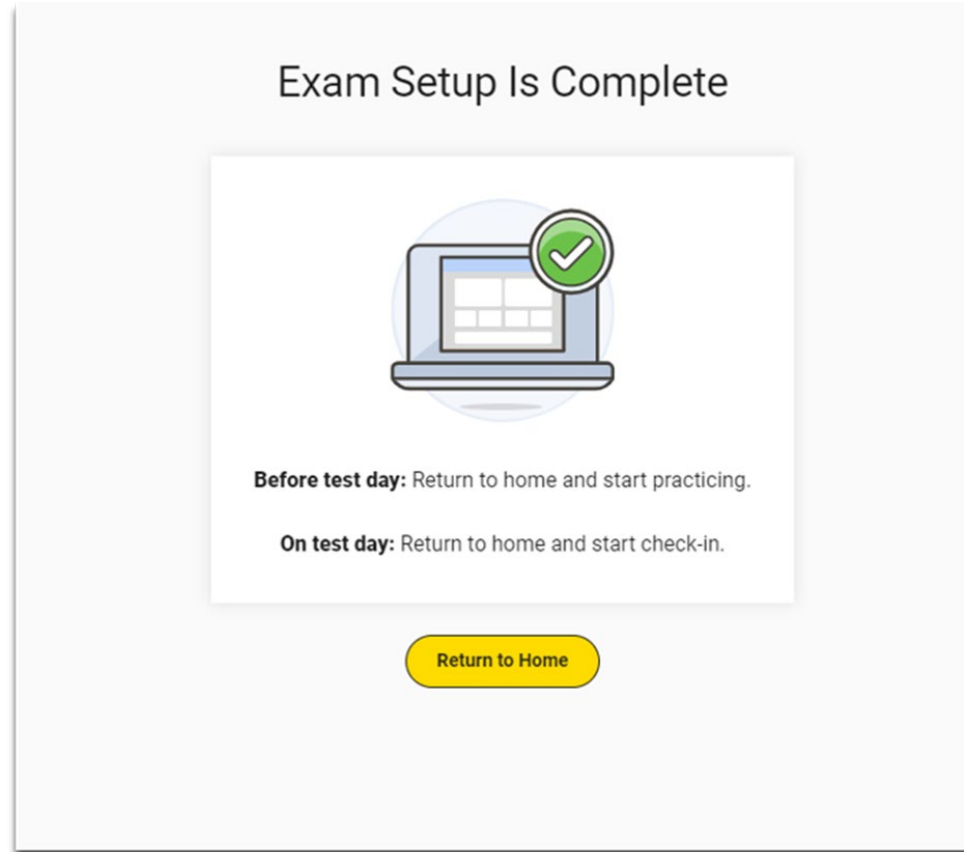 Exam Setup Is Complete
Before test day: Return to home and start practicing.
On test day: Return to home and start check-in.
Return to Home